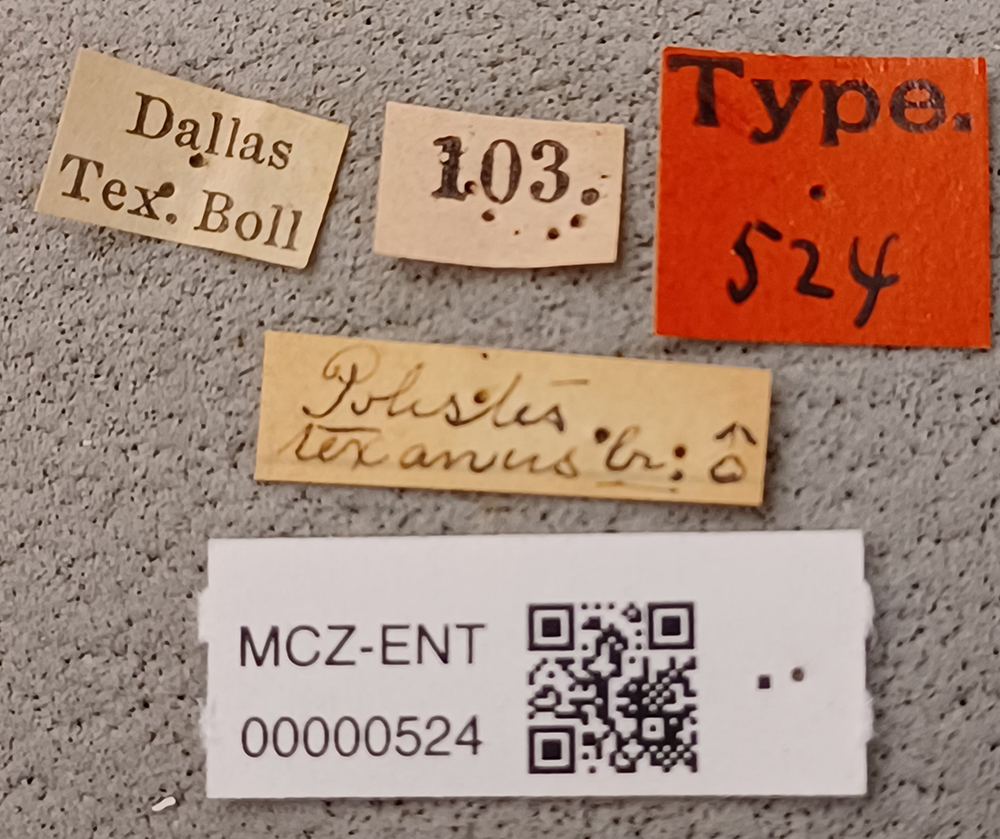 Dallas
Tex. Boll
103.
Type.
524
Polistes
texanus Cr: ♂
MCZ-ENT
00000524